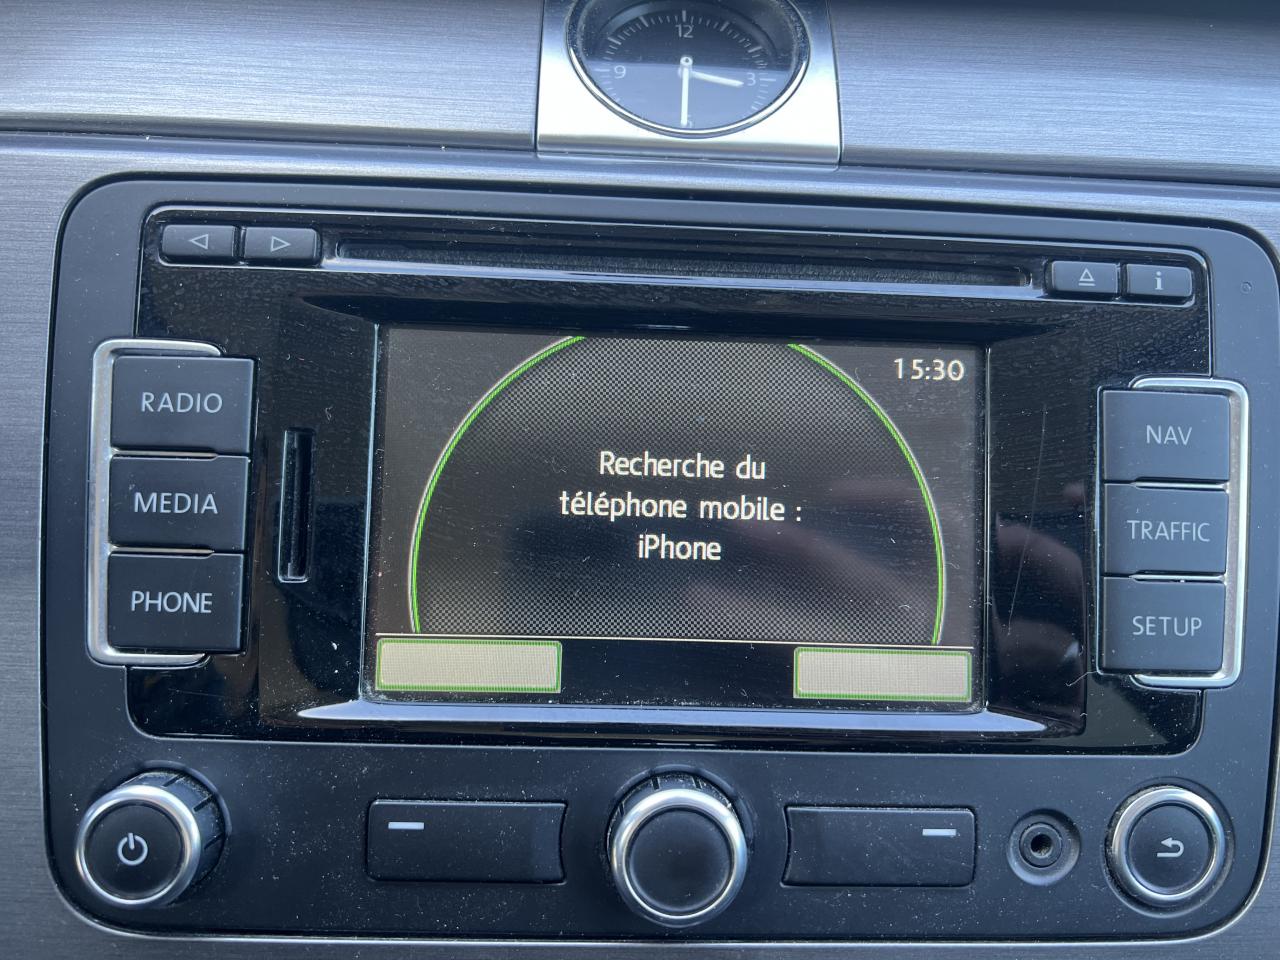 12
9
3
6
i
15:30
RADIO
MEDIA
PHONE
Recherche du
téléphone mobile :
iPhone
NAV
TRAFFIC
SETUP